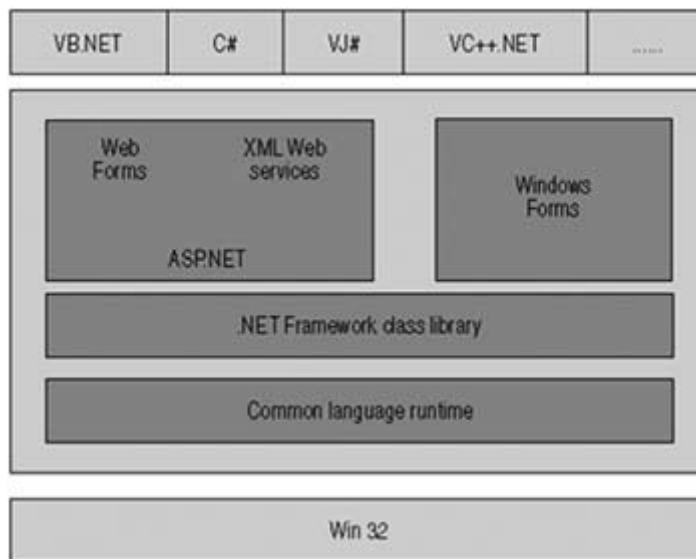 VB.NET
C#
VJ#
VC++.NET
......
Web
Forms
XML Web
services
ASP.NET
Windows
Forms
.NET Framework class library
Common language runtime
Win 32